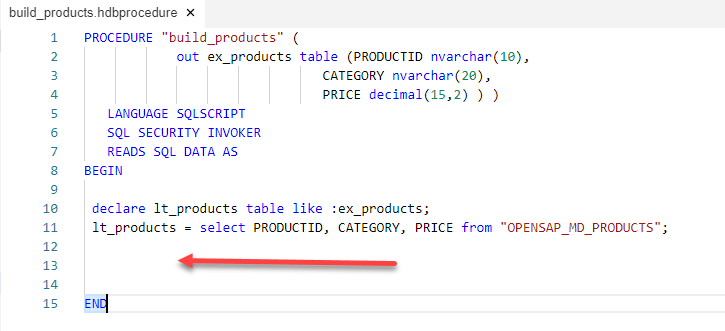 build_products.hdbprocedure ×
1 PROCEDURE "build_products" (
2 out ex_products table (PRODUCTID nvarchar(10),
3 CATEGORY nvarchar(20),
4 PRICE decimal(15,2) ) )
5 LANGUAGE SQLSCRIPT
6 SQL SECURITY INVOKER
7 READS SQL DATA AS
8 BEGIN
9
10 declare lt_products table like :ex_products;
11 lt_products = select PRODUCTID, CATEGORY, PRICE from "OPENSAP_MD_PRODUCTS";
12
13
14
15 END